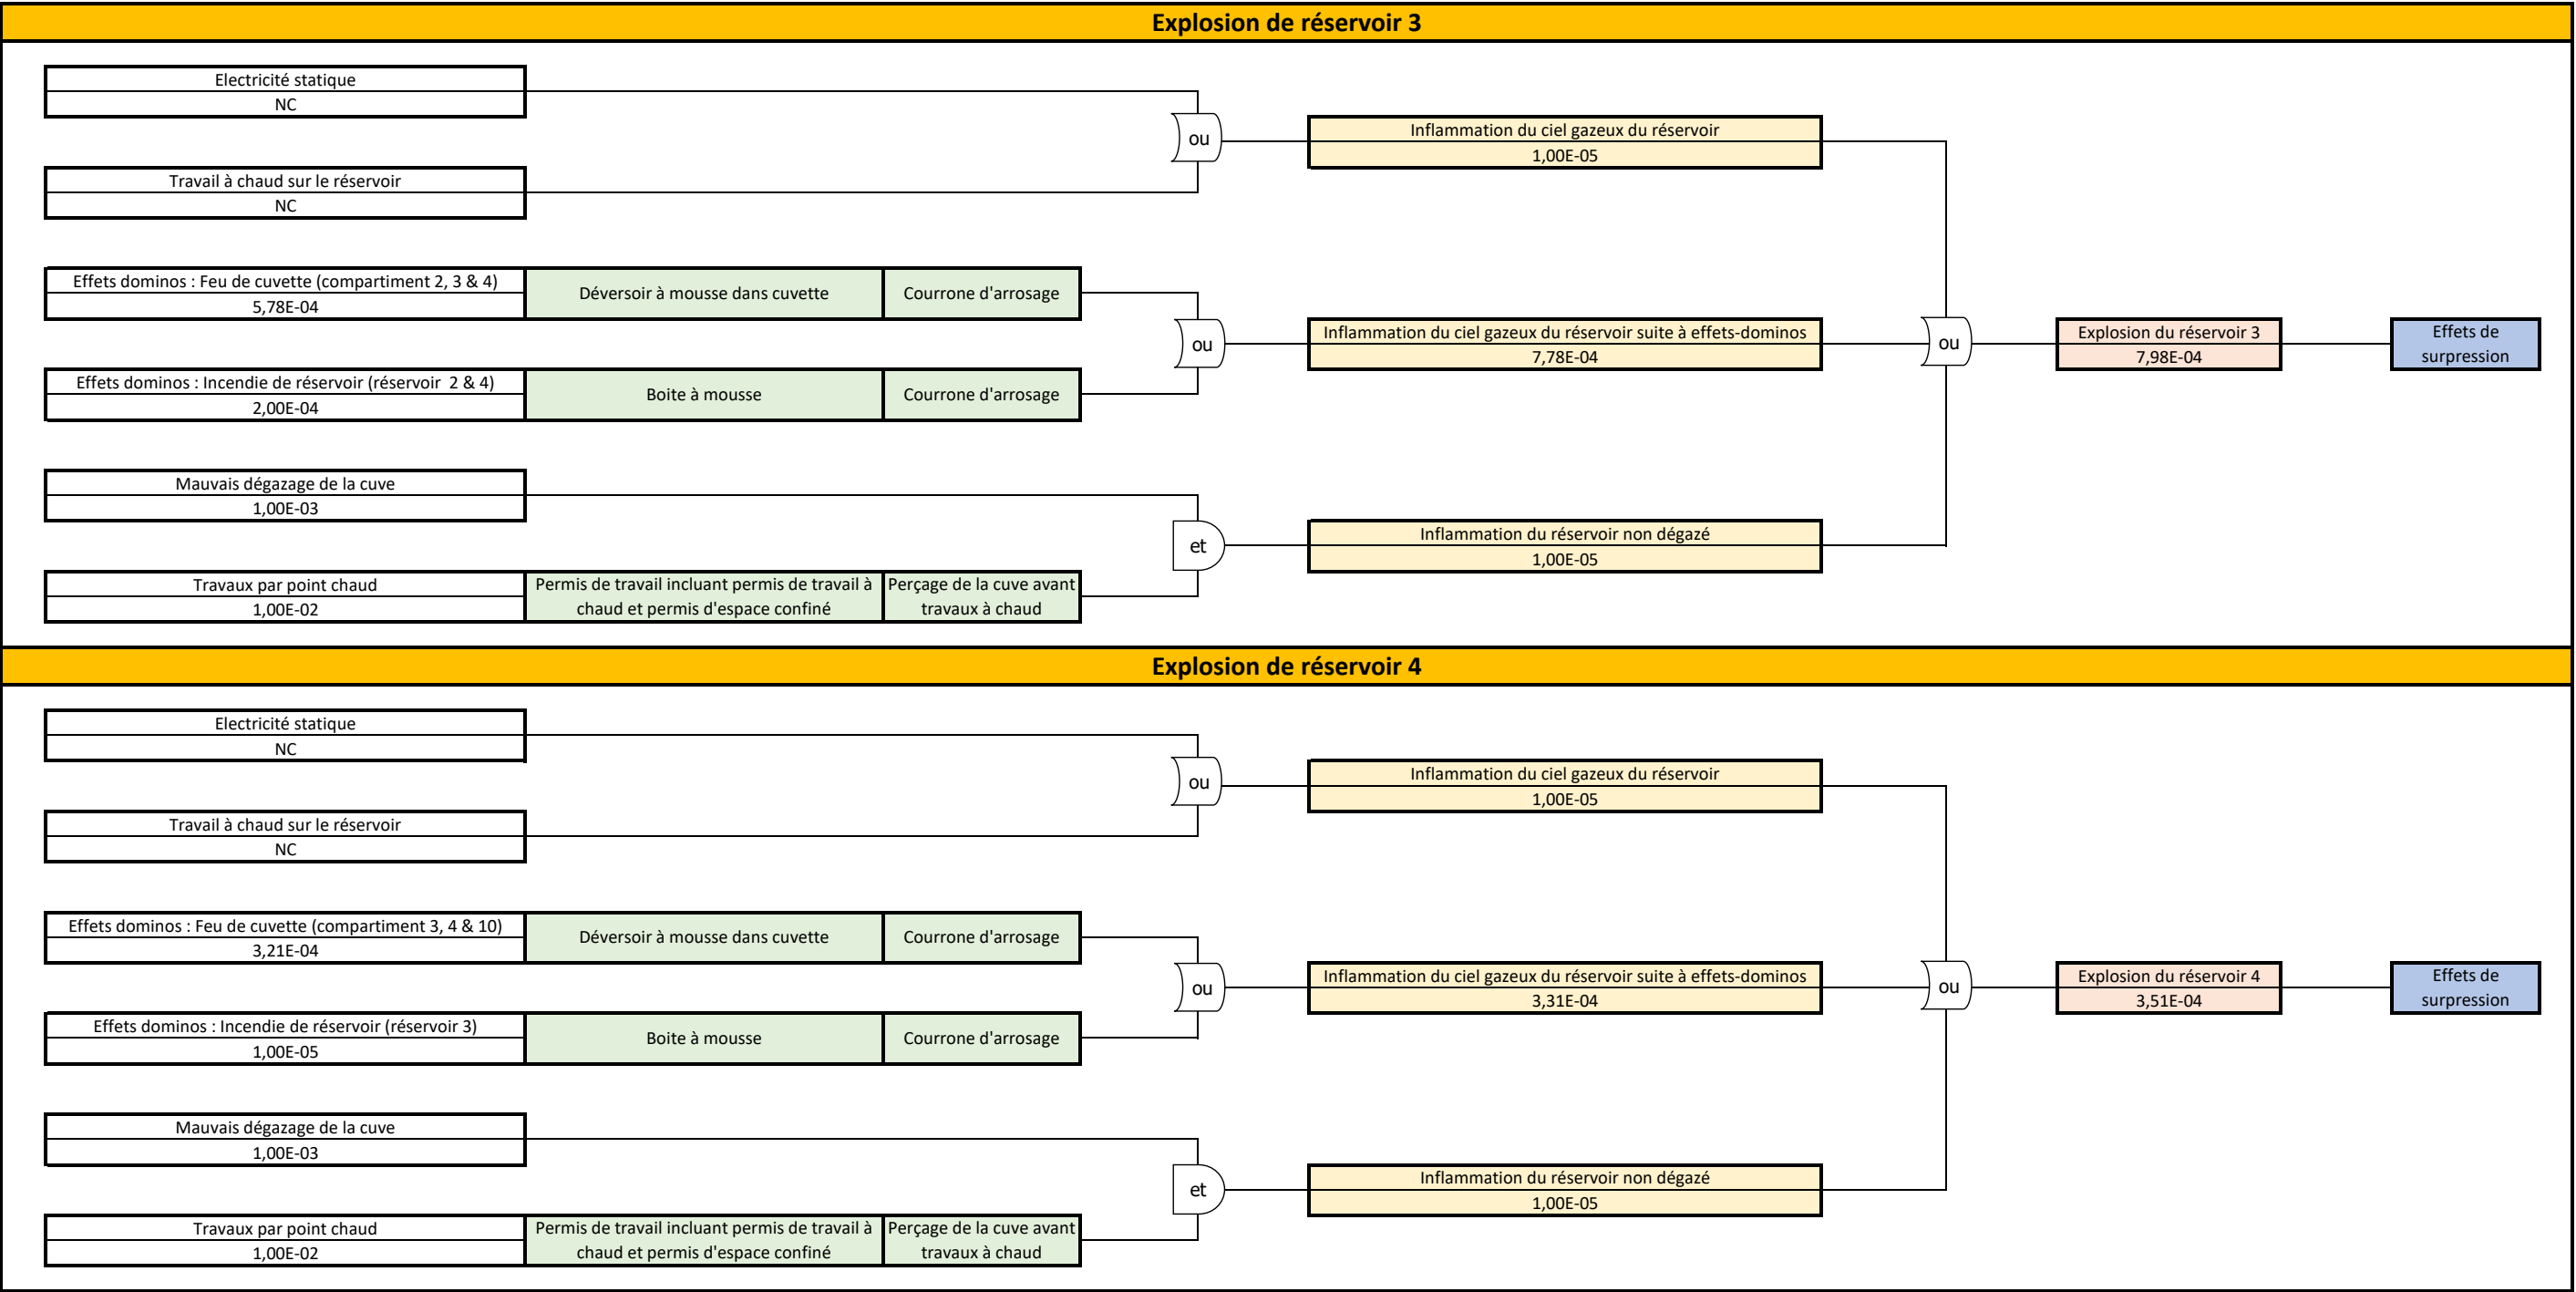 Explosion de réservoir 3
Electricité statique
NC
ou
Inflammation du ciel gazeux du réservoir
1,00E-05
Travail à chaud sur le réservoir
NC
Effets dominos : Feu de cuvette (compartiment 2, 3 & 4)
5,78E-04
Déversoir à mousse dans cuvette
Courrone d'arrosage
ou
Inflammation du ciel gazeux du réservoir suite à effets-dominos
7,78E-04
ou
Explosion du réservoir 3
7,98E-04
Effets de
surpression
Effets dominos : Incendie de réservoir (réservoir 2 & 4)
2,00E-04
Boite à mousse
Courrone d'arrosage
Mauvais dégazage de la cuve
1,00E-03
et
Inflammation du réservoir non dégazé
1,00E-05
Travaux par point chaud
1,00E-02
Permis de travail incluant permis de travail à
chaud et permis d'espace confiné
Perçage de la cuve avant
travaux à chaud
Explosion de réservoir 4
Electricité statique
NC
ou
Inflammation du ciel gazeux du réservoir
1,00E-05
Travail à chaud sur le réservoir
NC
Effets dominos : Feu de cuvette (compartiment 3, 4 & 10)
3,21E-04
Déversoir à mousse dans cuvette
Courrone d'arrosage
ou
Inflammation du ciel gazeux du réservoir suite à effets-dominos
3,31E-04
ou
Explosion du réservoir 4
3,51E-04
Effets de
surpression
Effets dominos : Incendie de réservoir (réservoir 3)
1,00E-05
Boite à mousse
Courrone d'arrosage
Mauvais dégazage de la cuve
1,00E-03
et
Inflammation du réservoir non dégazé
1,00E-05
Travaux par point chaud
1,00E-02
Permis de travail incluant permis de travail à
chaud et permis d'espace confiné
Perçage de la cuve avant
travaux à chaud